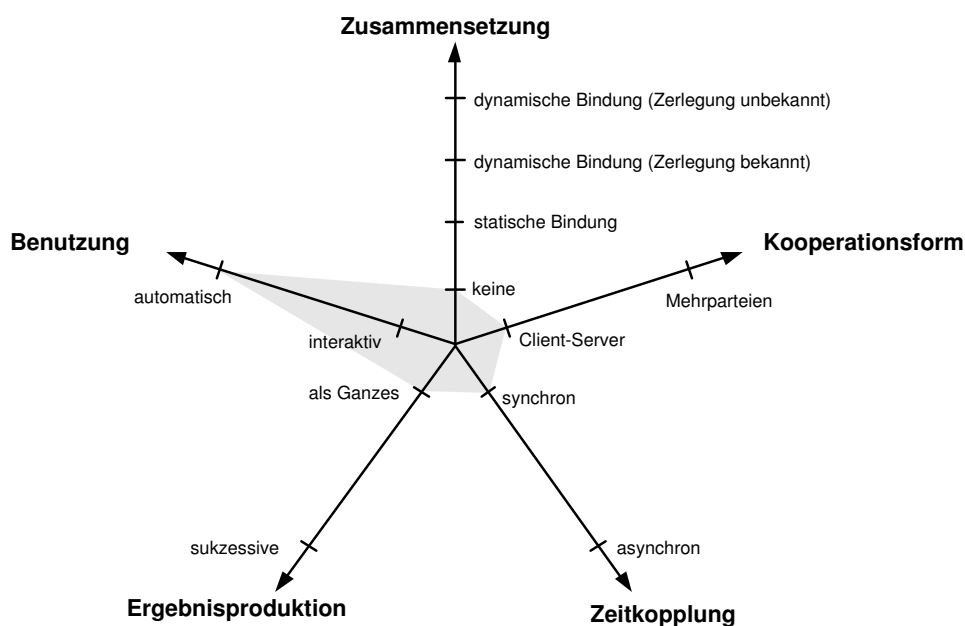 Zusammensetzung
dynamische Bindung (Zerlegung unbekannt)
dynamische Bindung (Zerlegung bekannt)
statische Bindung
Benutzung
Kooperationsform
automatisch
keine
Mehrparteien
interaktiv
Client-Server
als Ganzes
synchron
sukzessive
asynchron
Ergebnisproduktion
Zeitkopplung